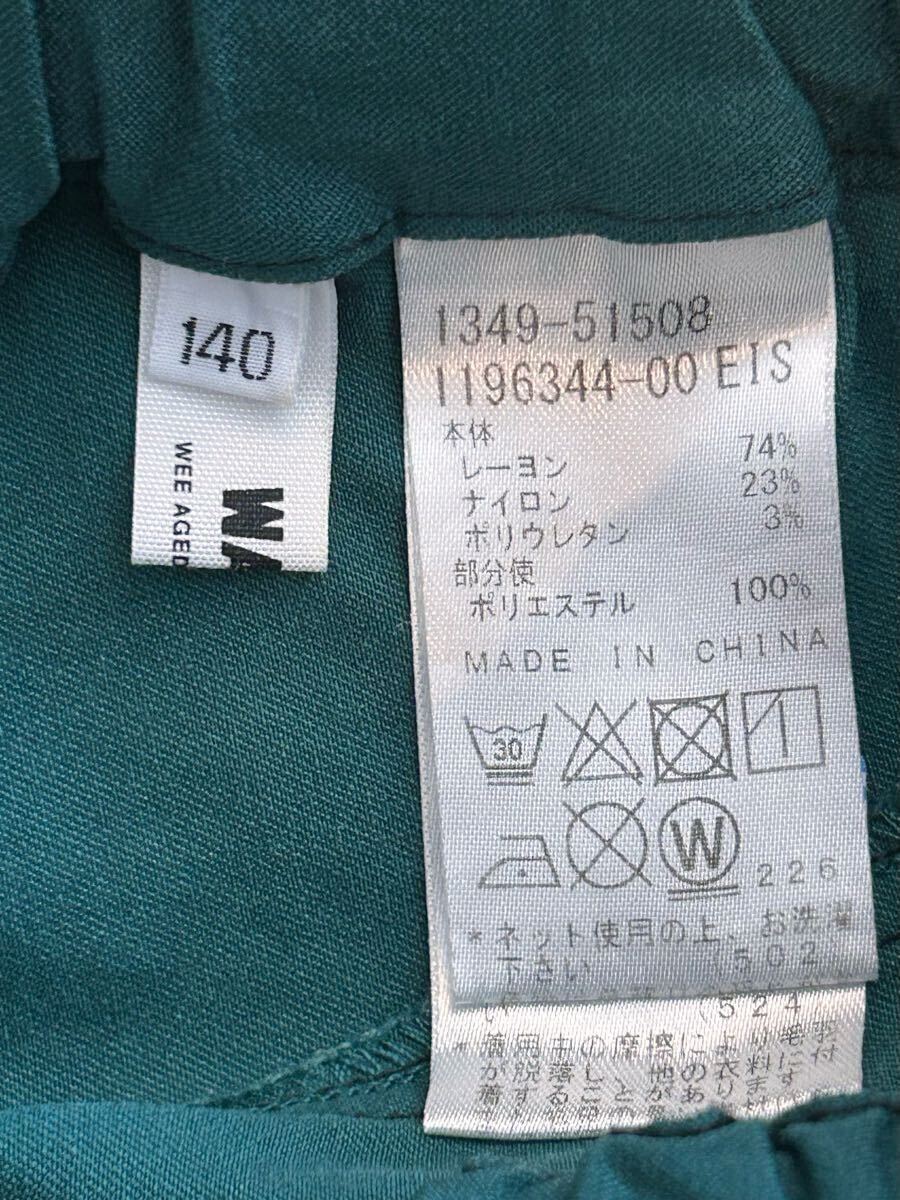 140
WEE AGED
WA
1349-51508
1196344-00 EIS
本体
レーヨン 74%
ナイロン 23%
ポリウレタン 3%
部分使
ポリエステル 100%
MADE IN CHINA
30
W
226
*ネット使用の上、お洗濯
下さい (502
い (524